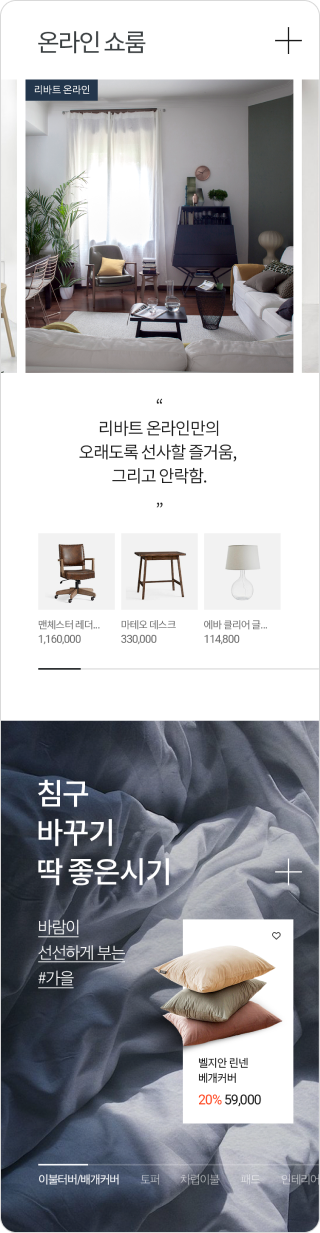 온라인 쇼룸
리바트 온라인
“
리바트 온라인만의
오래도록 선사할 즐거움,
그리고 안락함.
”
맨체스터 레더...
1,160,000
마테오 데스크
330,000
에바 클리어 글...
114,800
침구
바꾸기
딱 좋은시기
바람이
선선하게 부는
#가을
벨지안 린넨
베개커버
20% 59,000
이불터버/배개커버 토퍼 차렵이불 패드 인테리어